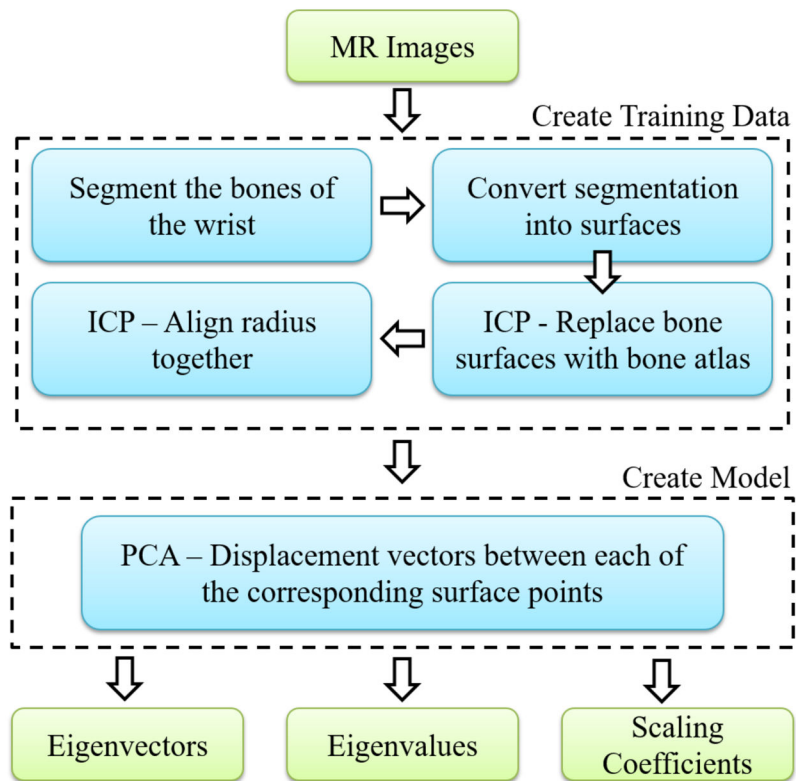 MR Images
Create Training Data
Segment the bones of
the wrist
Convert segmentation
into surfaces
ICP – Align radius
together
ICP - Replace bone
surfaces with bone atlas
Create Model
PCA – Displacement vectors between each of
the corresponding surface points
Eigenvectors
Eigenvalues
Scaling
Coefficients